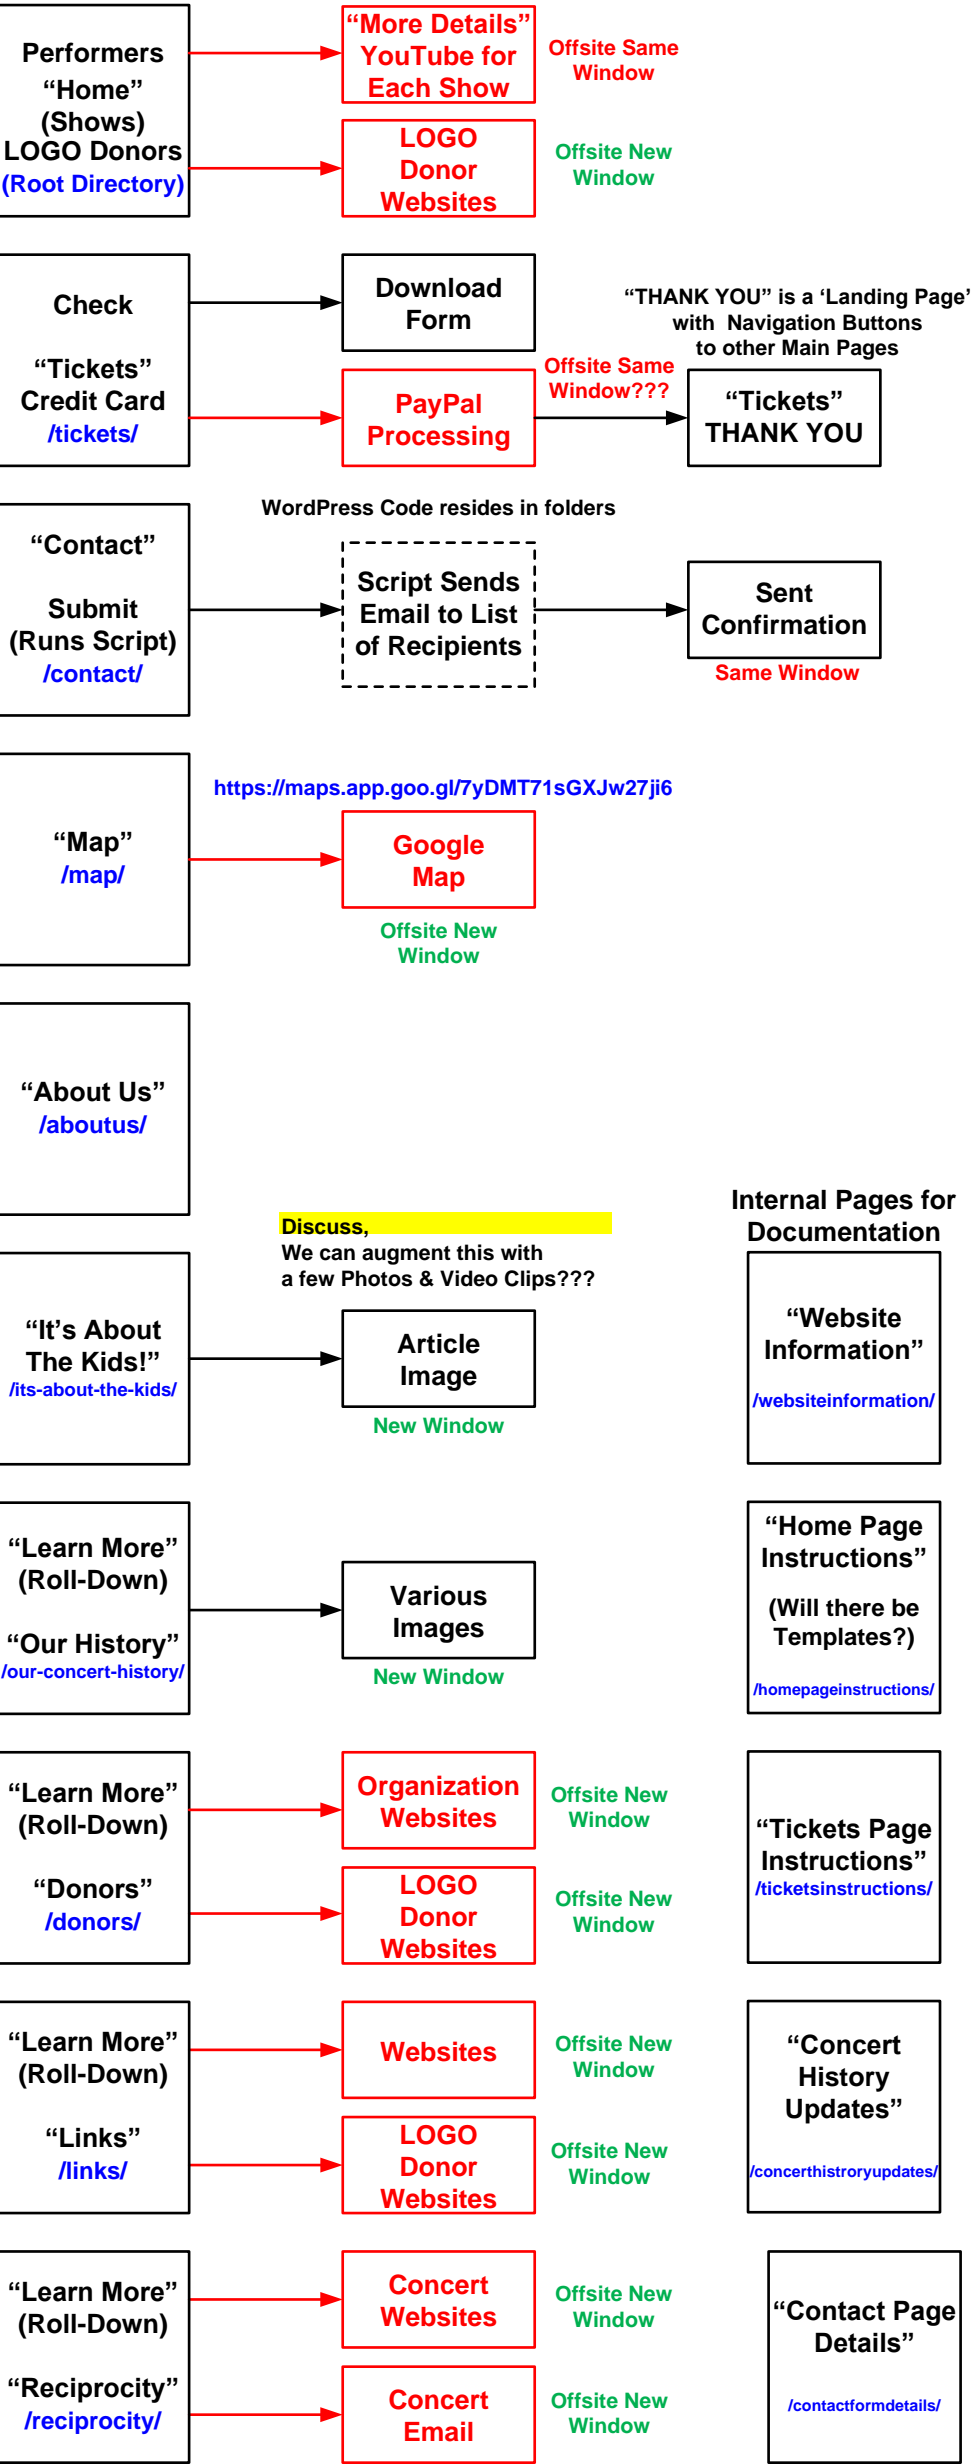 Performers
“Home”
(Shows)
LOGO Donors
(Root Directory)
“More Details”
YouTube for
Each Show
Offsite Same
Window
LOGO
Donor
Websites
Offsite New
Window
Check
“Tickets”
Credit Card
/tickets/
Download
Form
PayPal
Processing
Offsite Same
Window???
“THANK YOU” is a ‘Landing Page’
with Navigation Buttons
to other Main Pages
“Tickets”
THANK YOU
“Contact”
Submit
(Runs Script)
/contact/
WordPress Code resides in folders
Script Sends
Email to List
of Recipients
Sent
Confirmation
Same Window
“Map”
/map/
https://maps.app.goo.gl/7yDMT71sGXJw27ji6
Google
Map
Offsite New
Window
“About Us”
/aboutus/
“It’s About
The Kids!”
/its-about-the-kids/
Discuss,
We can augment this with
a few Photos & Video Clips???
Article
Image
New Window
Internal Pages for
Documentation
“Website
Information”
/websiteinformation/
“Learn More”
(Roll-Down)
“Our History”
/our-concert-history/
Various
Images
New Window
“Home Page
Instructions”
(Will there be
Templates?)
/homepageinstructions/
“Learn More”
(Roll-Down)
“Donors”
/donors/
Organization
Websites
Offsite New
Window
LOGO
Donor
Websites
Offsite New
Window
“Tickets Page
Instructions”
/ticketsinstructions/
“Learn More”
(Roll-Down)
“Links”
/links/
Websites
Offsite New
Window
LOGO
Donor
Websites
Offsite New
Window
“Concert
History
Updates”
/concerthistroryupdates/
“Learn More”
(Roll-Down)
“Reciprocity”
/reciprocity/
Concert
Websites
Offsite New
Window
Concert
Email
Offsite New
Window
“Contact Page
Details”
/contactformdetails/